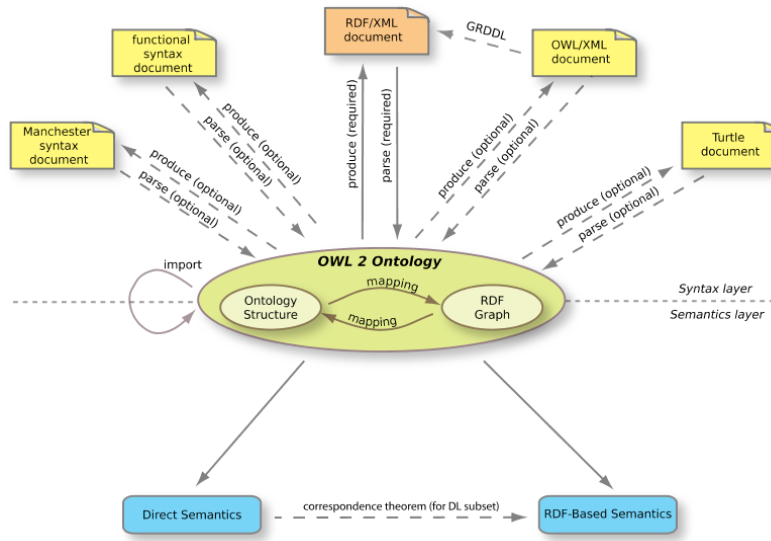 RDF/XML
document
GRDDL
functional
syntax
document
OWL/XML
document
Manchester
syntax
document
Turtle
document
produce (optional)
parse (optional)
produce (optional)
parse (optional)
produce (required)
parse (required)
produce (optional)
parse (optional)
produce (optional)
parse (optional)
OWL 2 Ontology
import
mapping
Ontology
Structure
RDF
Graph
mapping
Syntax layer
Semantics layer
Direct Semantics
correspondence theorem (for DL subset)
RDF-Based Semantics